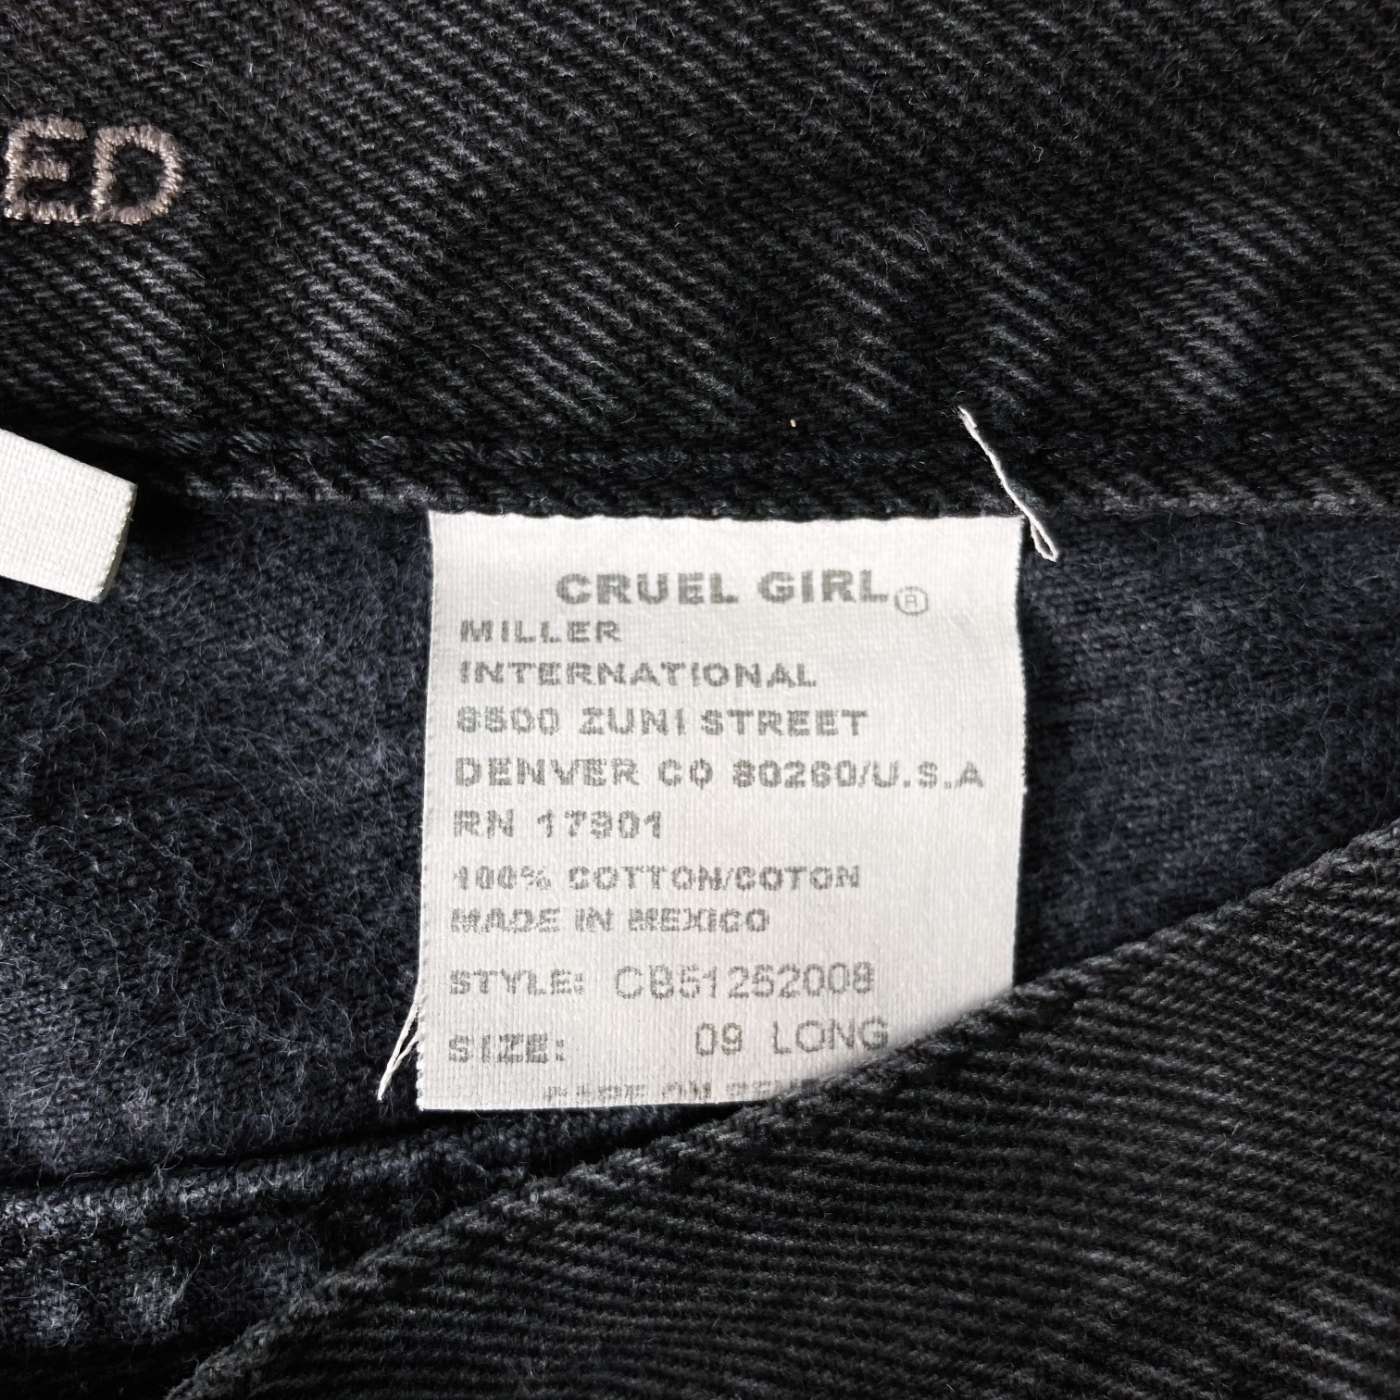 ED
CRUEL GIRL®
MILLER
INTERNATIONAL
8500 ZUNI STREET
DENVER CO 80260/U.S.A
RN 17901
100% COTTON/COTON
MADE IN MEXICO
STYLE: CB51252008
SIZE: 09 LONG